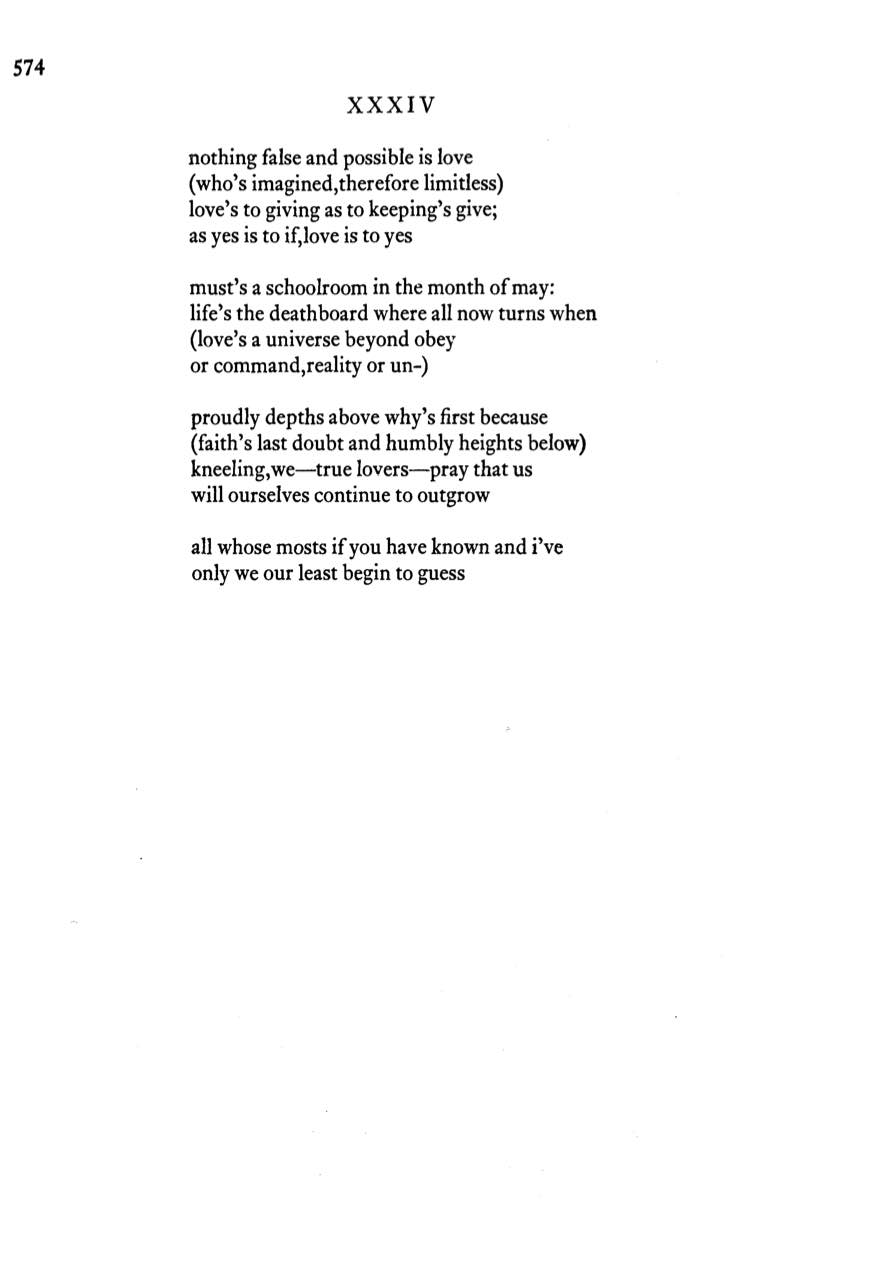 574
XXXIV
nothing false and possible is love
(who's imagined,therefore limitless)
love's to giving as to keeping's give;
as yes is to if,love is to yes
must's a schoolroom in the month of may:
life's the deathboard where all now turns when
(love's a universe beyond obey
or command,reality or un-)
proudly depths above why's first because
(faith's last doubt and humbly heights below)
kneeling,we—true lovers—pray that us
will ourselves continue to outgrow
all whose mosts if you have known and i've
only we our least begin to guess